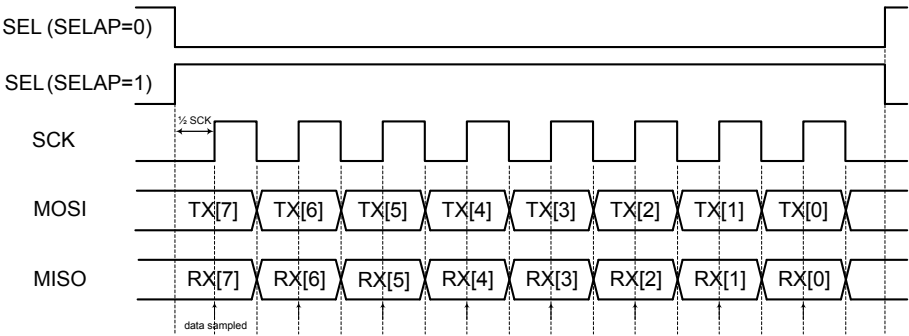 SEL (SELAP=0)
SEL (SELAP=1)
½ SCK
SCK
MOSI TX[7] TX[6] TX[5] TX[4] TX[3] TX[2] TX[1] TX[0]
MISO RX[7] RX[6] RX[5] RX[4] RX[3] RX[2] RX[1] RX[0]
data sampled